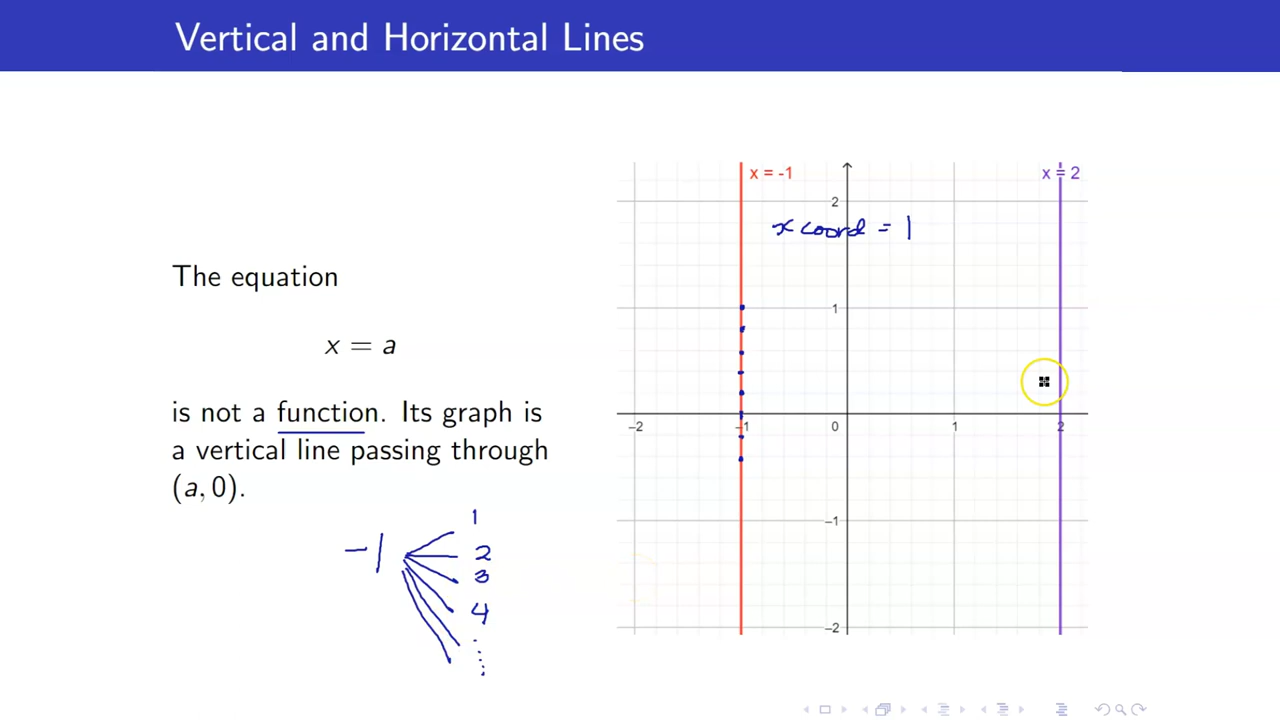 Vertical and Horizontal Lines
The equation
x = a
is not a function. Its graph is
a vertical line passing through
(a, 0).
-1
1
2
3
4
x = -1
x = 2
x coord = 1
2
1
-2
-1
0
1
2
-1
-2